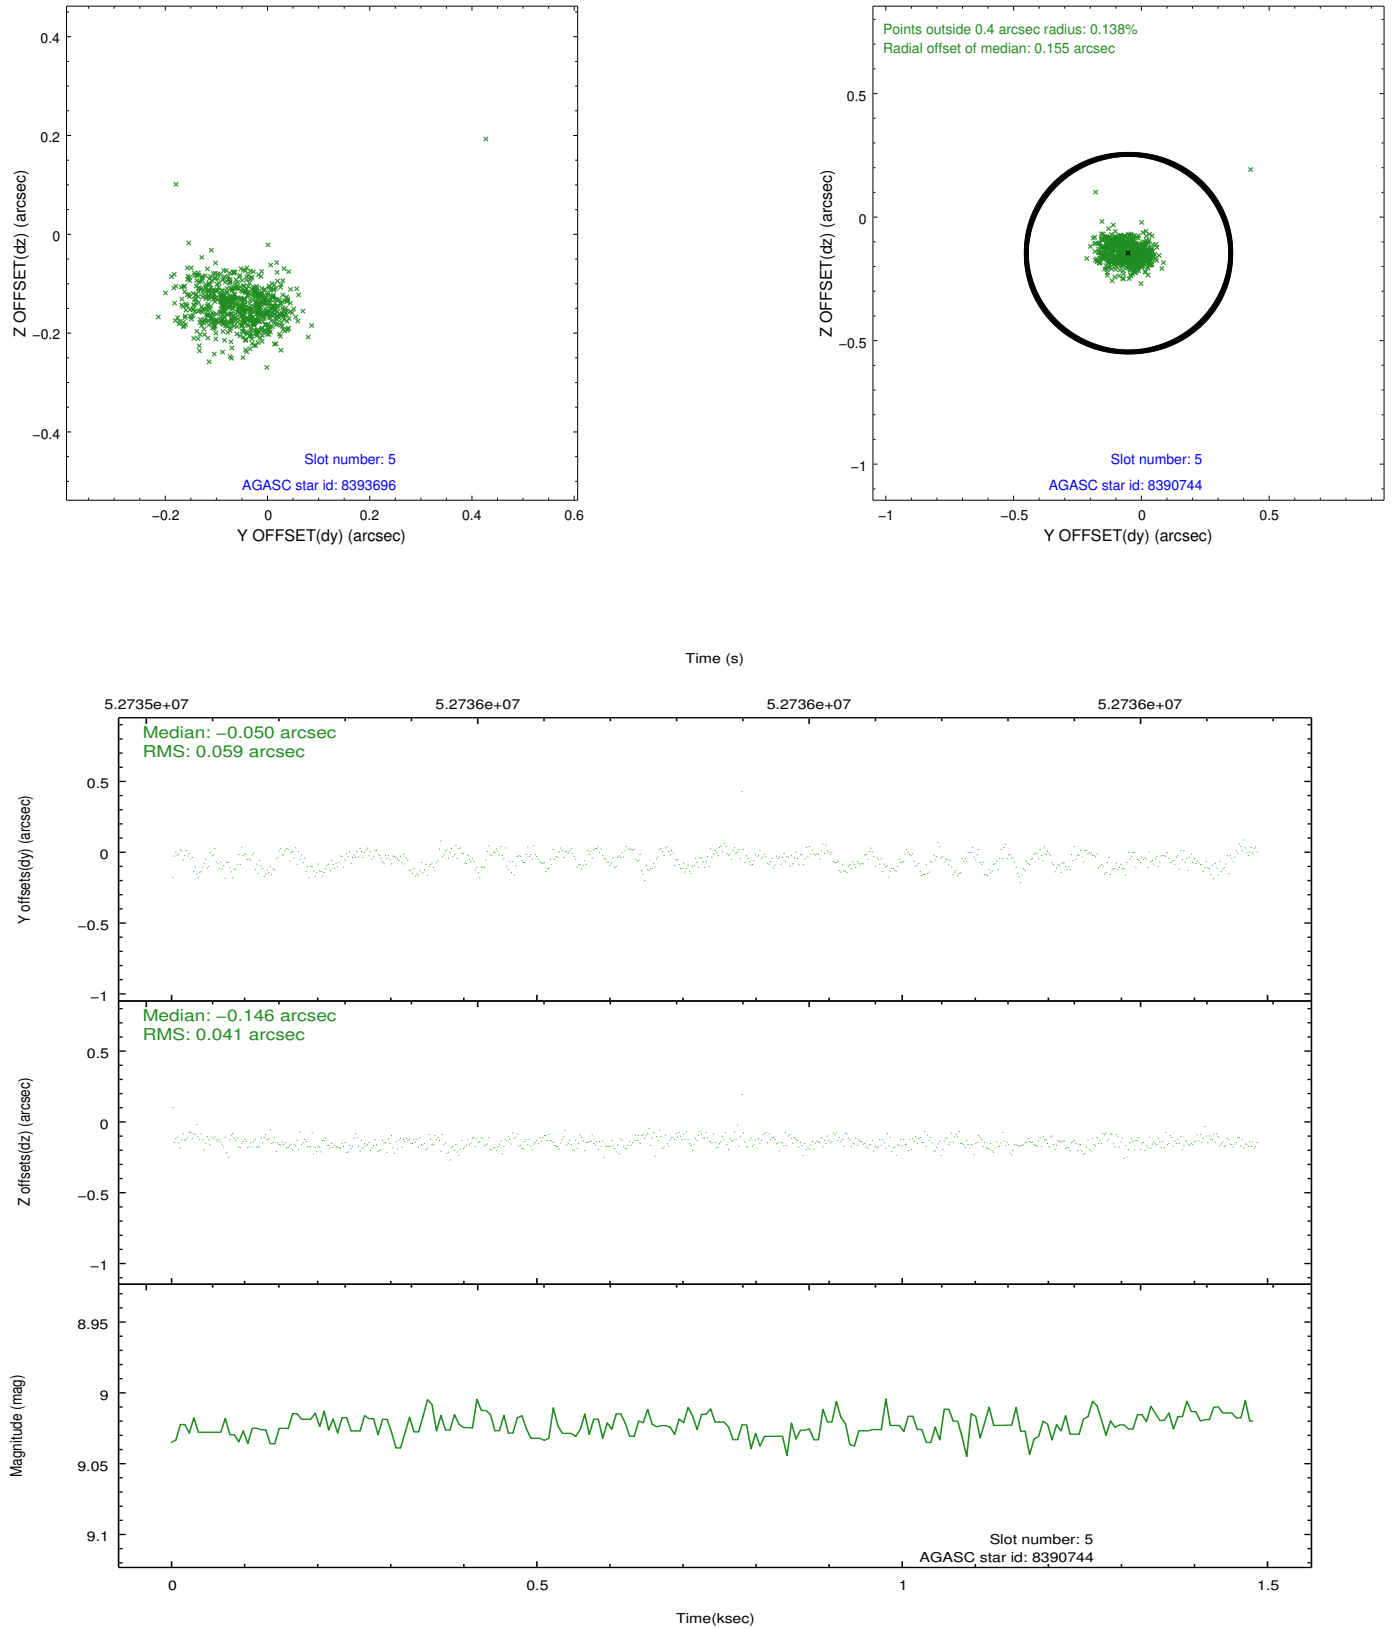 0.4
0.2
0
−0.2
−0.4
Z OFFSET(dz) (arcsec)
Slot number: 5
AGASC star id: 8393696
−0.2 0 0.2 0.4 0.6
Y OFFSET(dy) (arcsec)
Points outside 0.4 arcsec radius: 0.138%
Radial offset of median: 0.155 arcsec
0.5
0
−0.5
−1
Z OFFSET(dz) (arcsec)
Slot number: 5
AGASC star id: 8390744
−1 −0.5 0 0.5
Y OFFSET(dy) (arcsec)
Time (s)
5.2735e+07 5.2736e+07 5.2736e+07 5.2736e+07
Median: −0.050 arcsec
RMS: 0.059 arcsec
0.5
0
−0.5
−1
Y offsets(dy) (arcsec)
Median: −0.146 arcsec
RMS: 0.041 arcsec
0.5
0
−0.5
−1
Z offsets(dz) (arcsec)
8.95
9
9.05
9.1
Magnitude (mag)
Slot number: 5
AGASC star id: 8390744
0 0.5 1 1.5
Time(ksec)